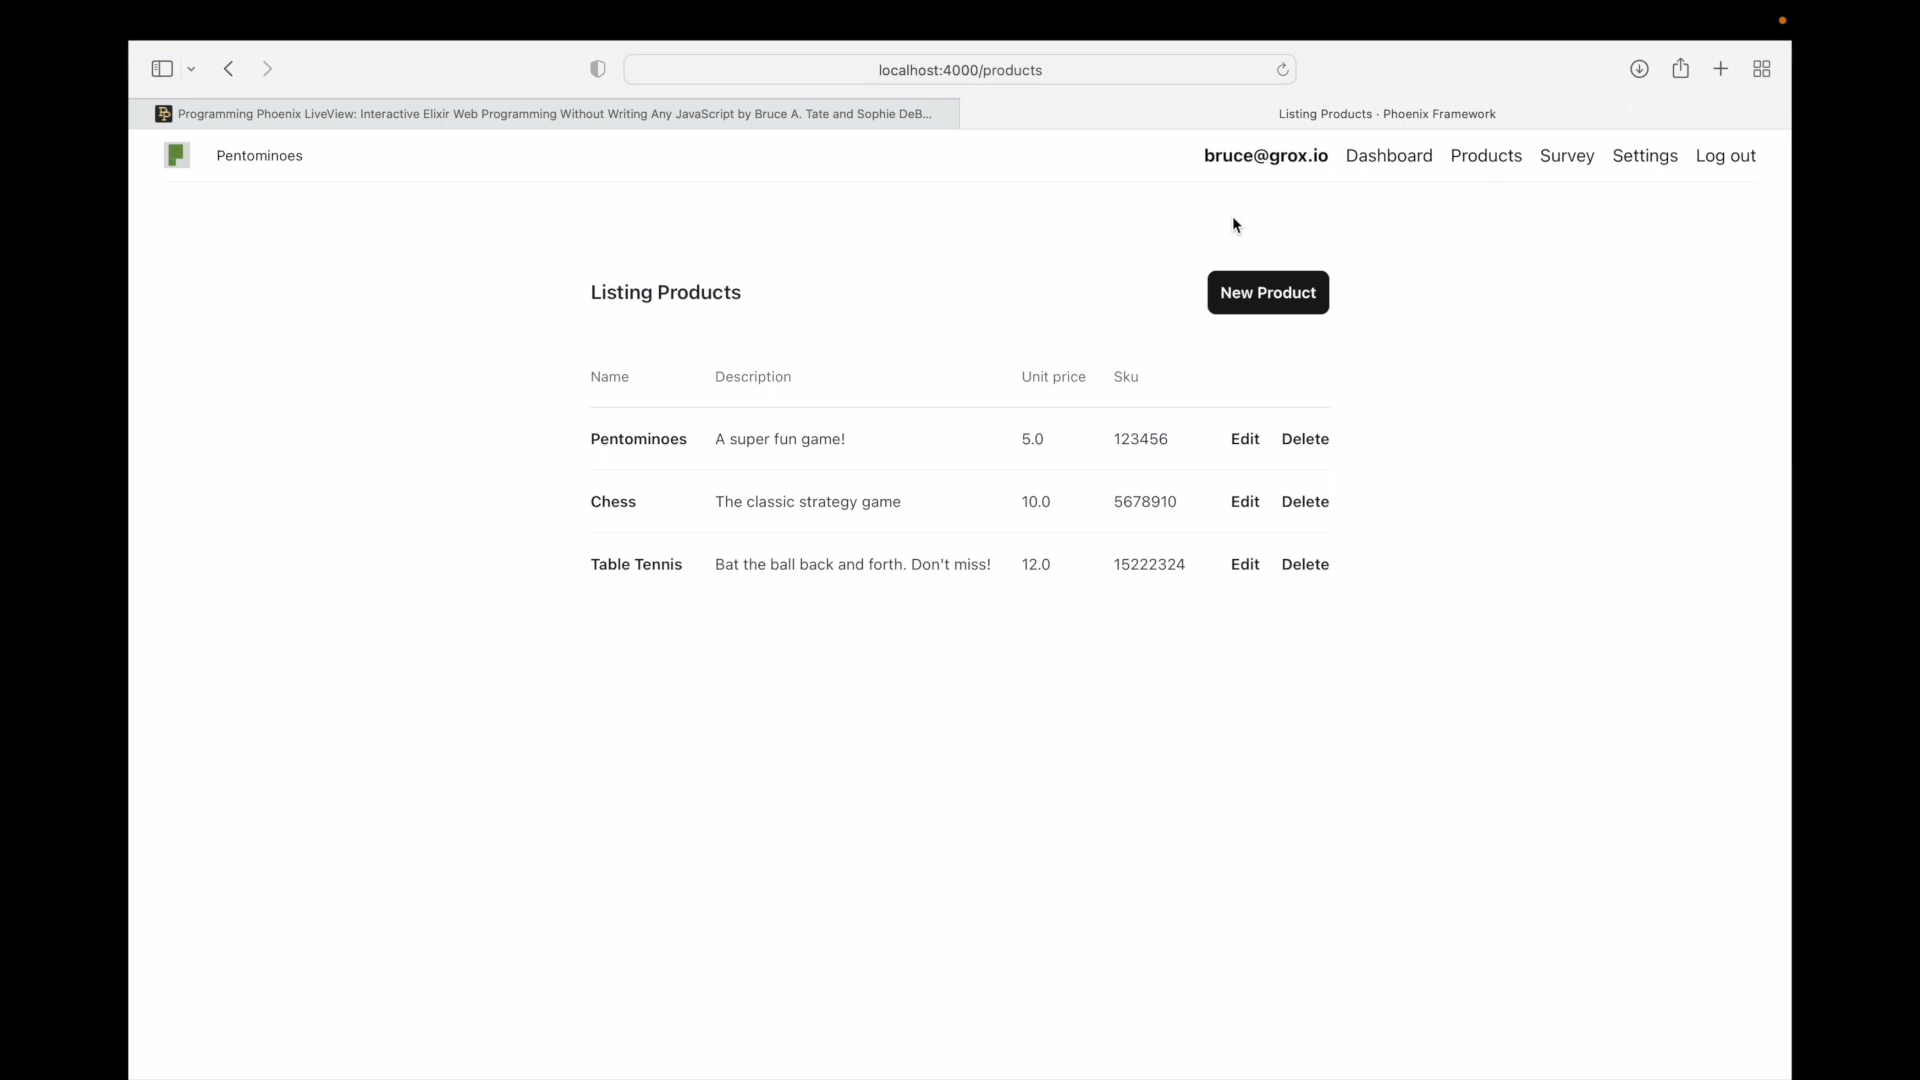 localhost:4000/products
Programming Phoenix LiveView: Interactive Elixir Web Programming Without Writing Any JavaScript by Bruce A. Tate and Sophie DeB...
Listing Products · Phoenix Framework
Pentominoes
bruce@grox.io Dashboard Products Survey Settings Log out
Listing Products
New Product
Name Description Unit price Sku
Pentominoes A super fun game! 5.0 123456 Edit Delete
Chess The classic strategy game 10.0 5678910 Edit Delete
Table Tennis Bat the ball back and forth. Don't miss! 12.0 15222324 Edit Delete